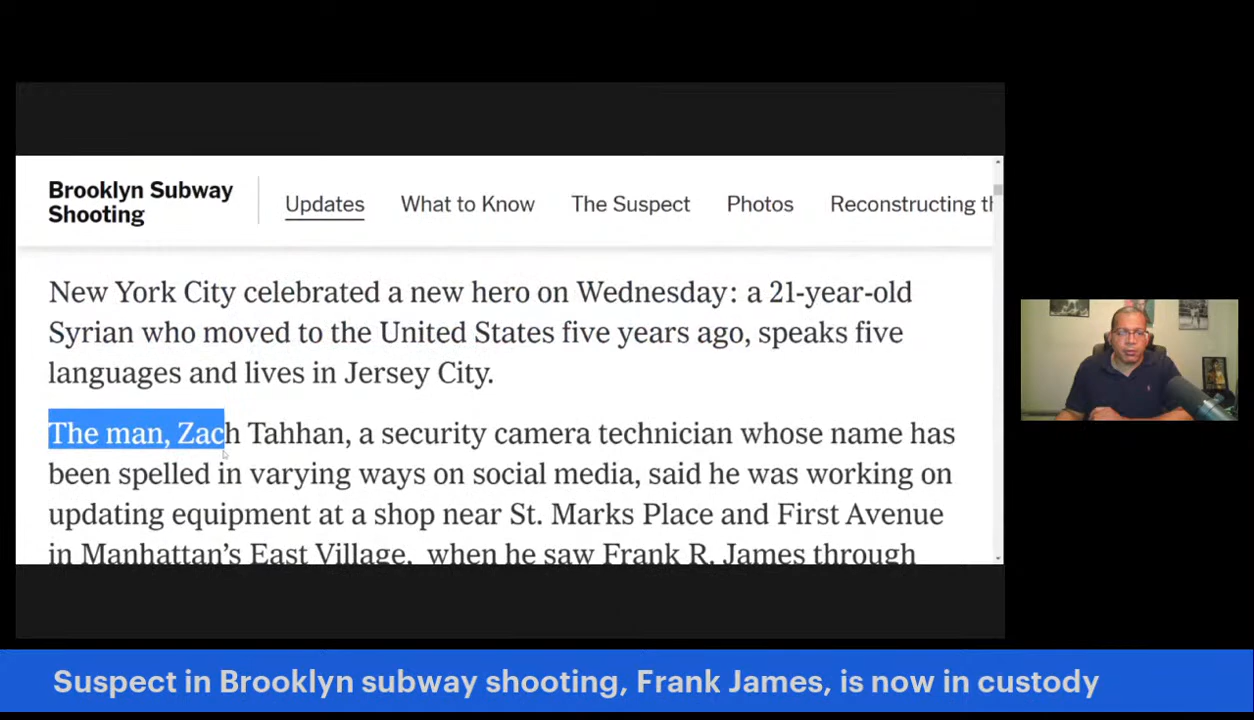 Brooklyn Subway
Shooting
Updates
What to Know
The Suspect
Photos
Reconstructing
New York City celebrated a new hero on Wednesday: a 21-year-old
Syrian who moved to the United States five years ago, speaks five
languages and lives in Jersey City.
The man, Zach Tahhan, a security camera technician whose name has
been spelled in varying ways on social media, said he was working on
updating equipment at a shop near St. Marks Place and First Avenue
in Manhattan’s East Village, when he saw Frank R. James through
Suspect in Brooklyn subway shooting, Frank James, is now in custody